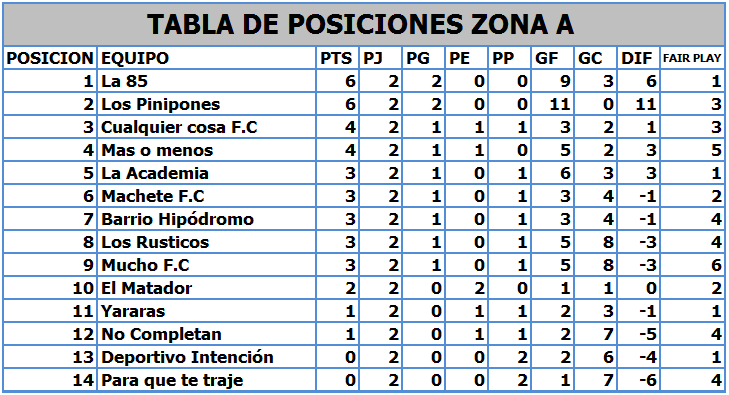 TABLA DE POSICIONES ZONA A
POSICION EQUIPO PTS PJ PG PE PP GF GC DIF FAIR PLAY
1 La 85 6 2 2 0 0 9 3 6 1
2 Los Pinipones 6 2 2 0 0 11 0 11 3
3 Cualquier cosa F.C 4 2 1 1 1 3 2 1 3
4 Mas o menos 4 2 1 1 0 5 2 3 5
5 La Academia 3 2 1 0 1 6 3 3 1
6 Machete F.C 3 2 1 0 1 3 4 -1 2
7 Barrio Hipódromo 3 2 1 0 1 3 4 -1 4
8 Los Rusticos 3 2 1 0 1 5 8 -3 4
9 Mucho F.C 3 2 1 0 1 5 8 -3 6
10 El Matador 2 2 0 2 0 1 1 0 2
11 Yararas 1 2 0 1 1 2 3 -1 1
12 No Completan 1 2 0 1 1 2 7 -5 4
13 Deportivo Intención 0 2 0 0 2 2 6 -4 1
14 Para que te traje 0 2 0 0 2 1 7 -6 4